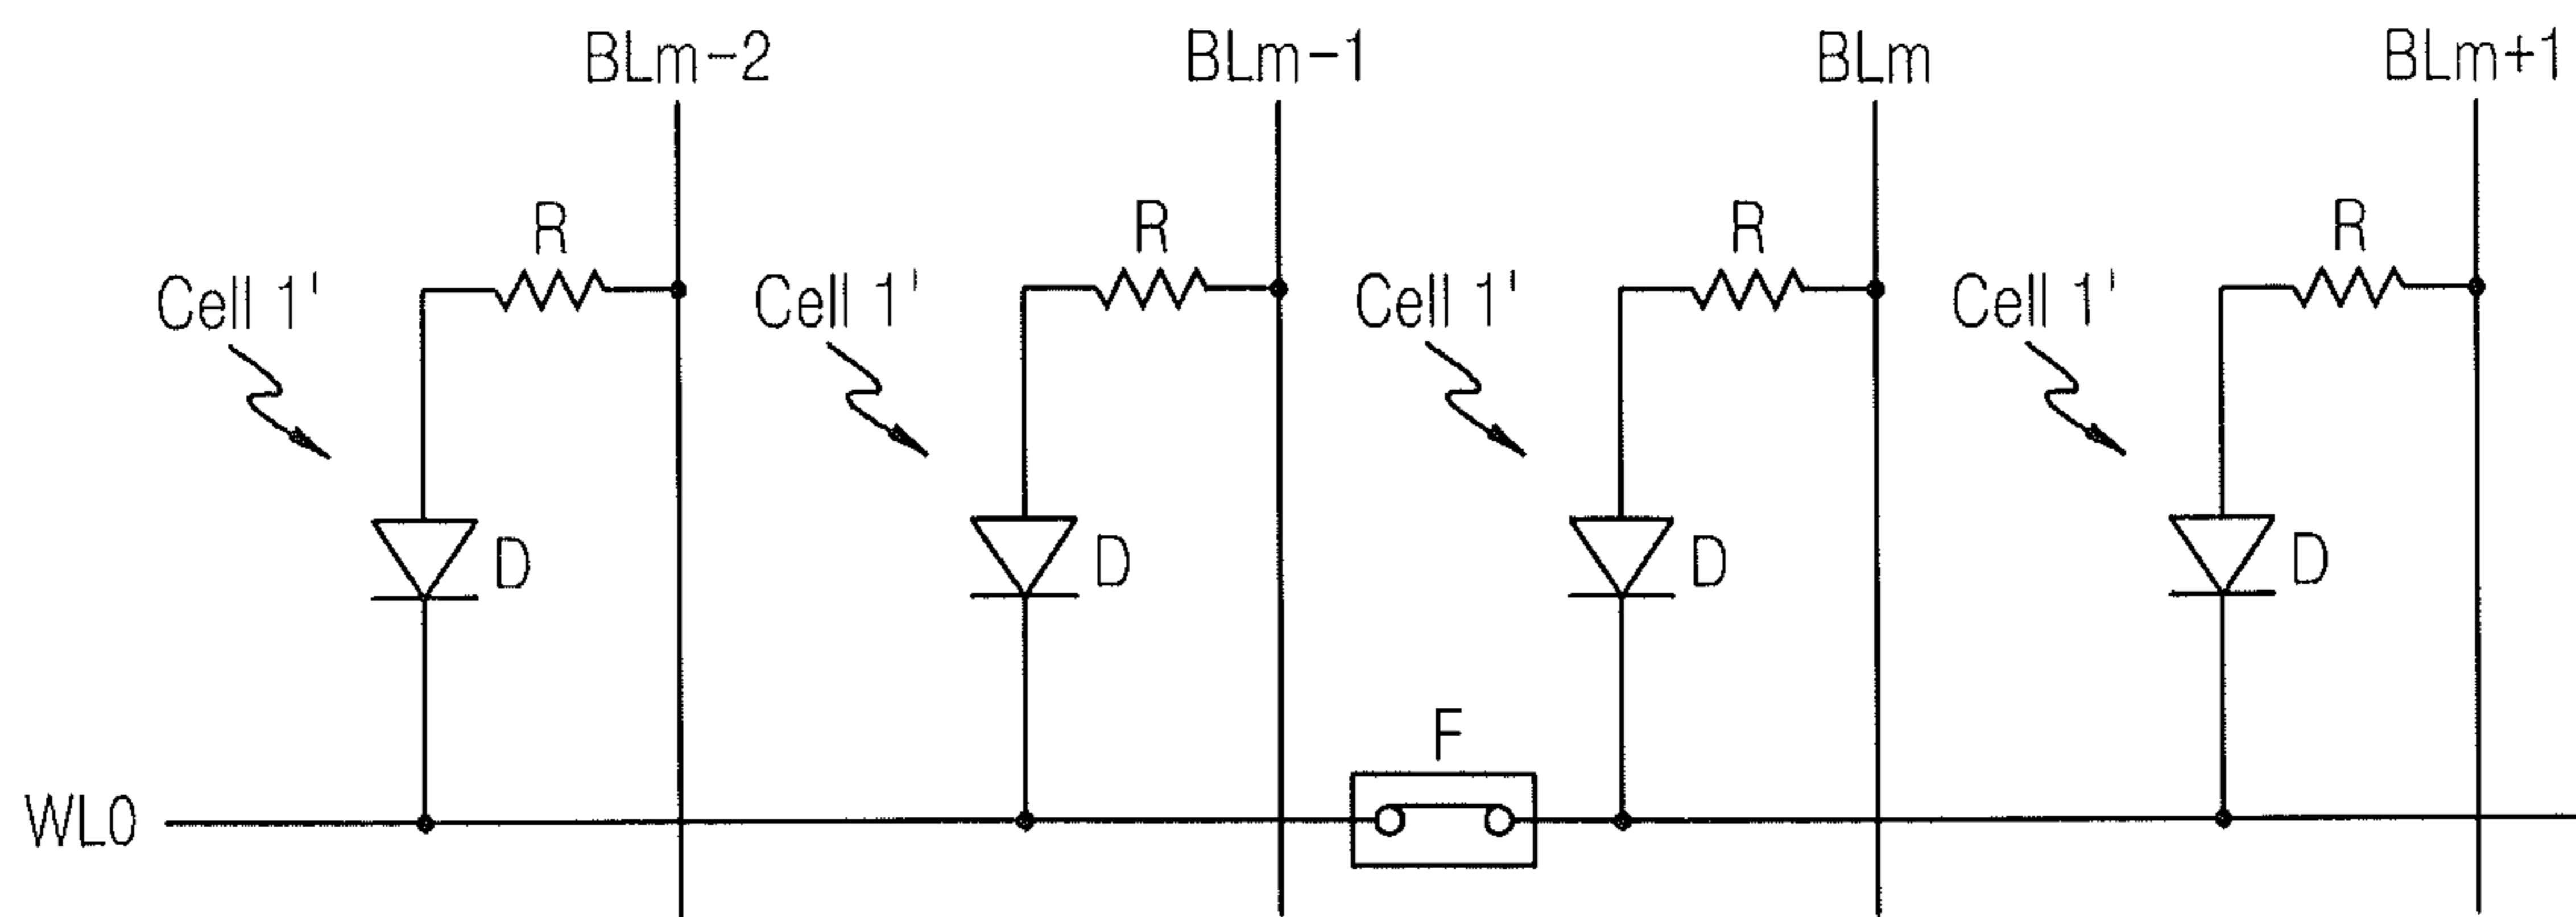 BLm-2 BLm-1 BLm BLm+1
R R R R
Cell 1' Cell 1' Cell 1' Cell 1'
D D D D
F
WL0